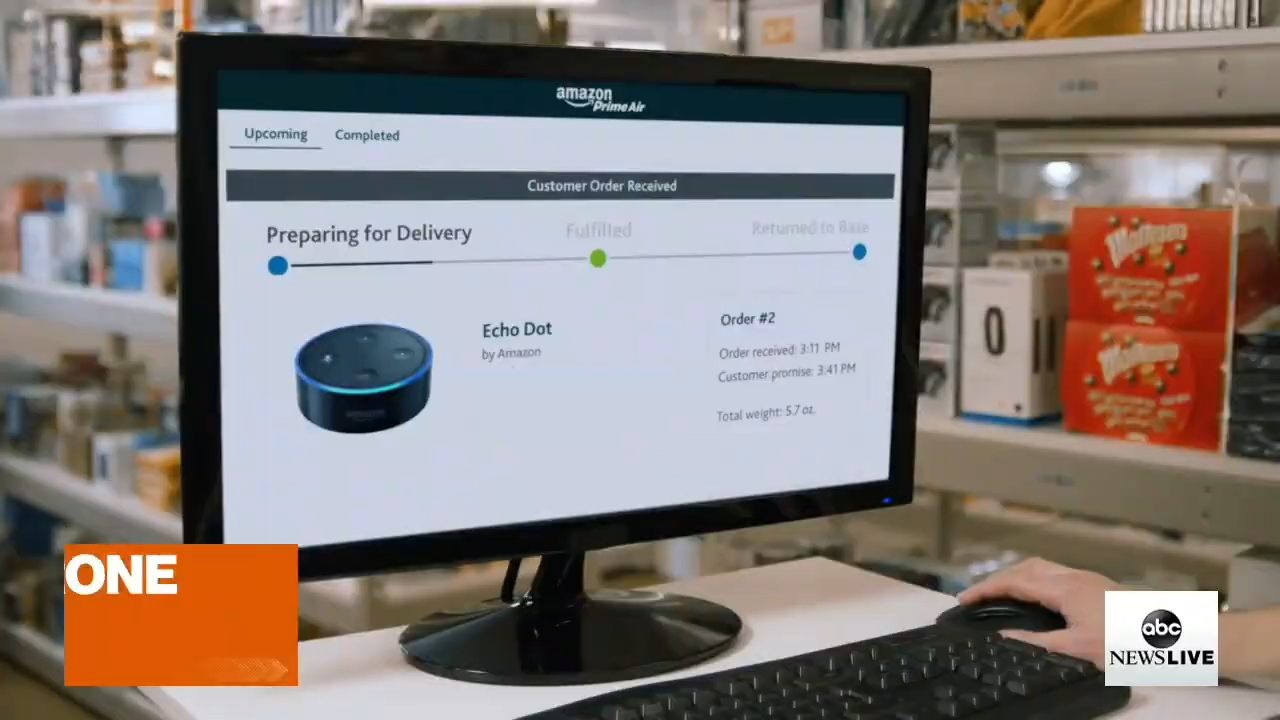 amazon
Prime Air
Upcoming
Completed
Customer Order Received
Preparing for Delivery
Fulfilled
Returned to Base
Echo Dot
by Amazon
Order #2
Order received: 3:11 PM
Customer promise: 3:41 PM
Total weight: 5.7 oz.
ONE
abc
NEWSLIVE